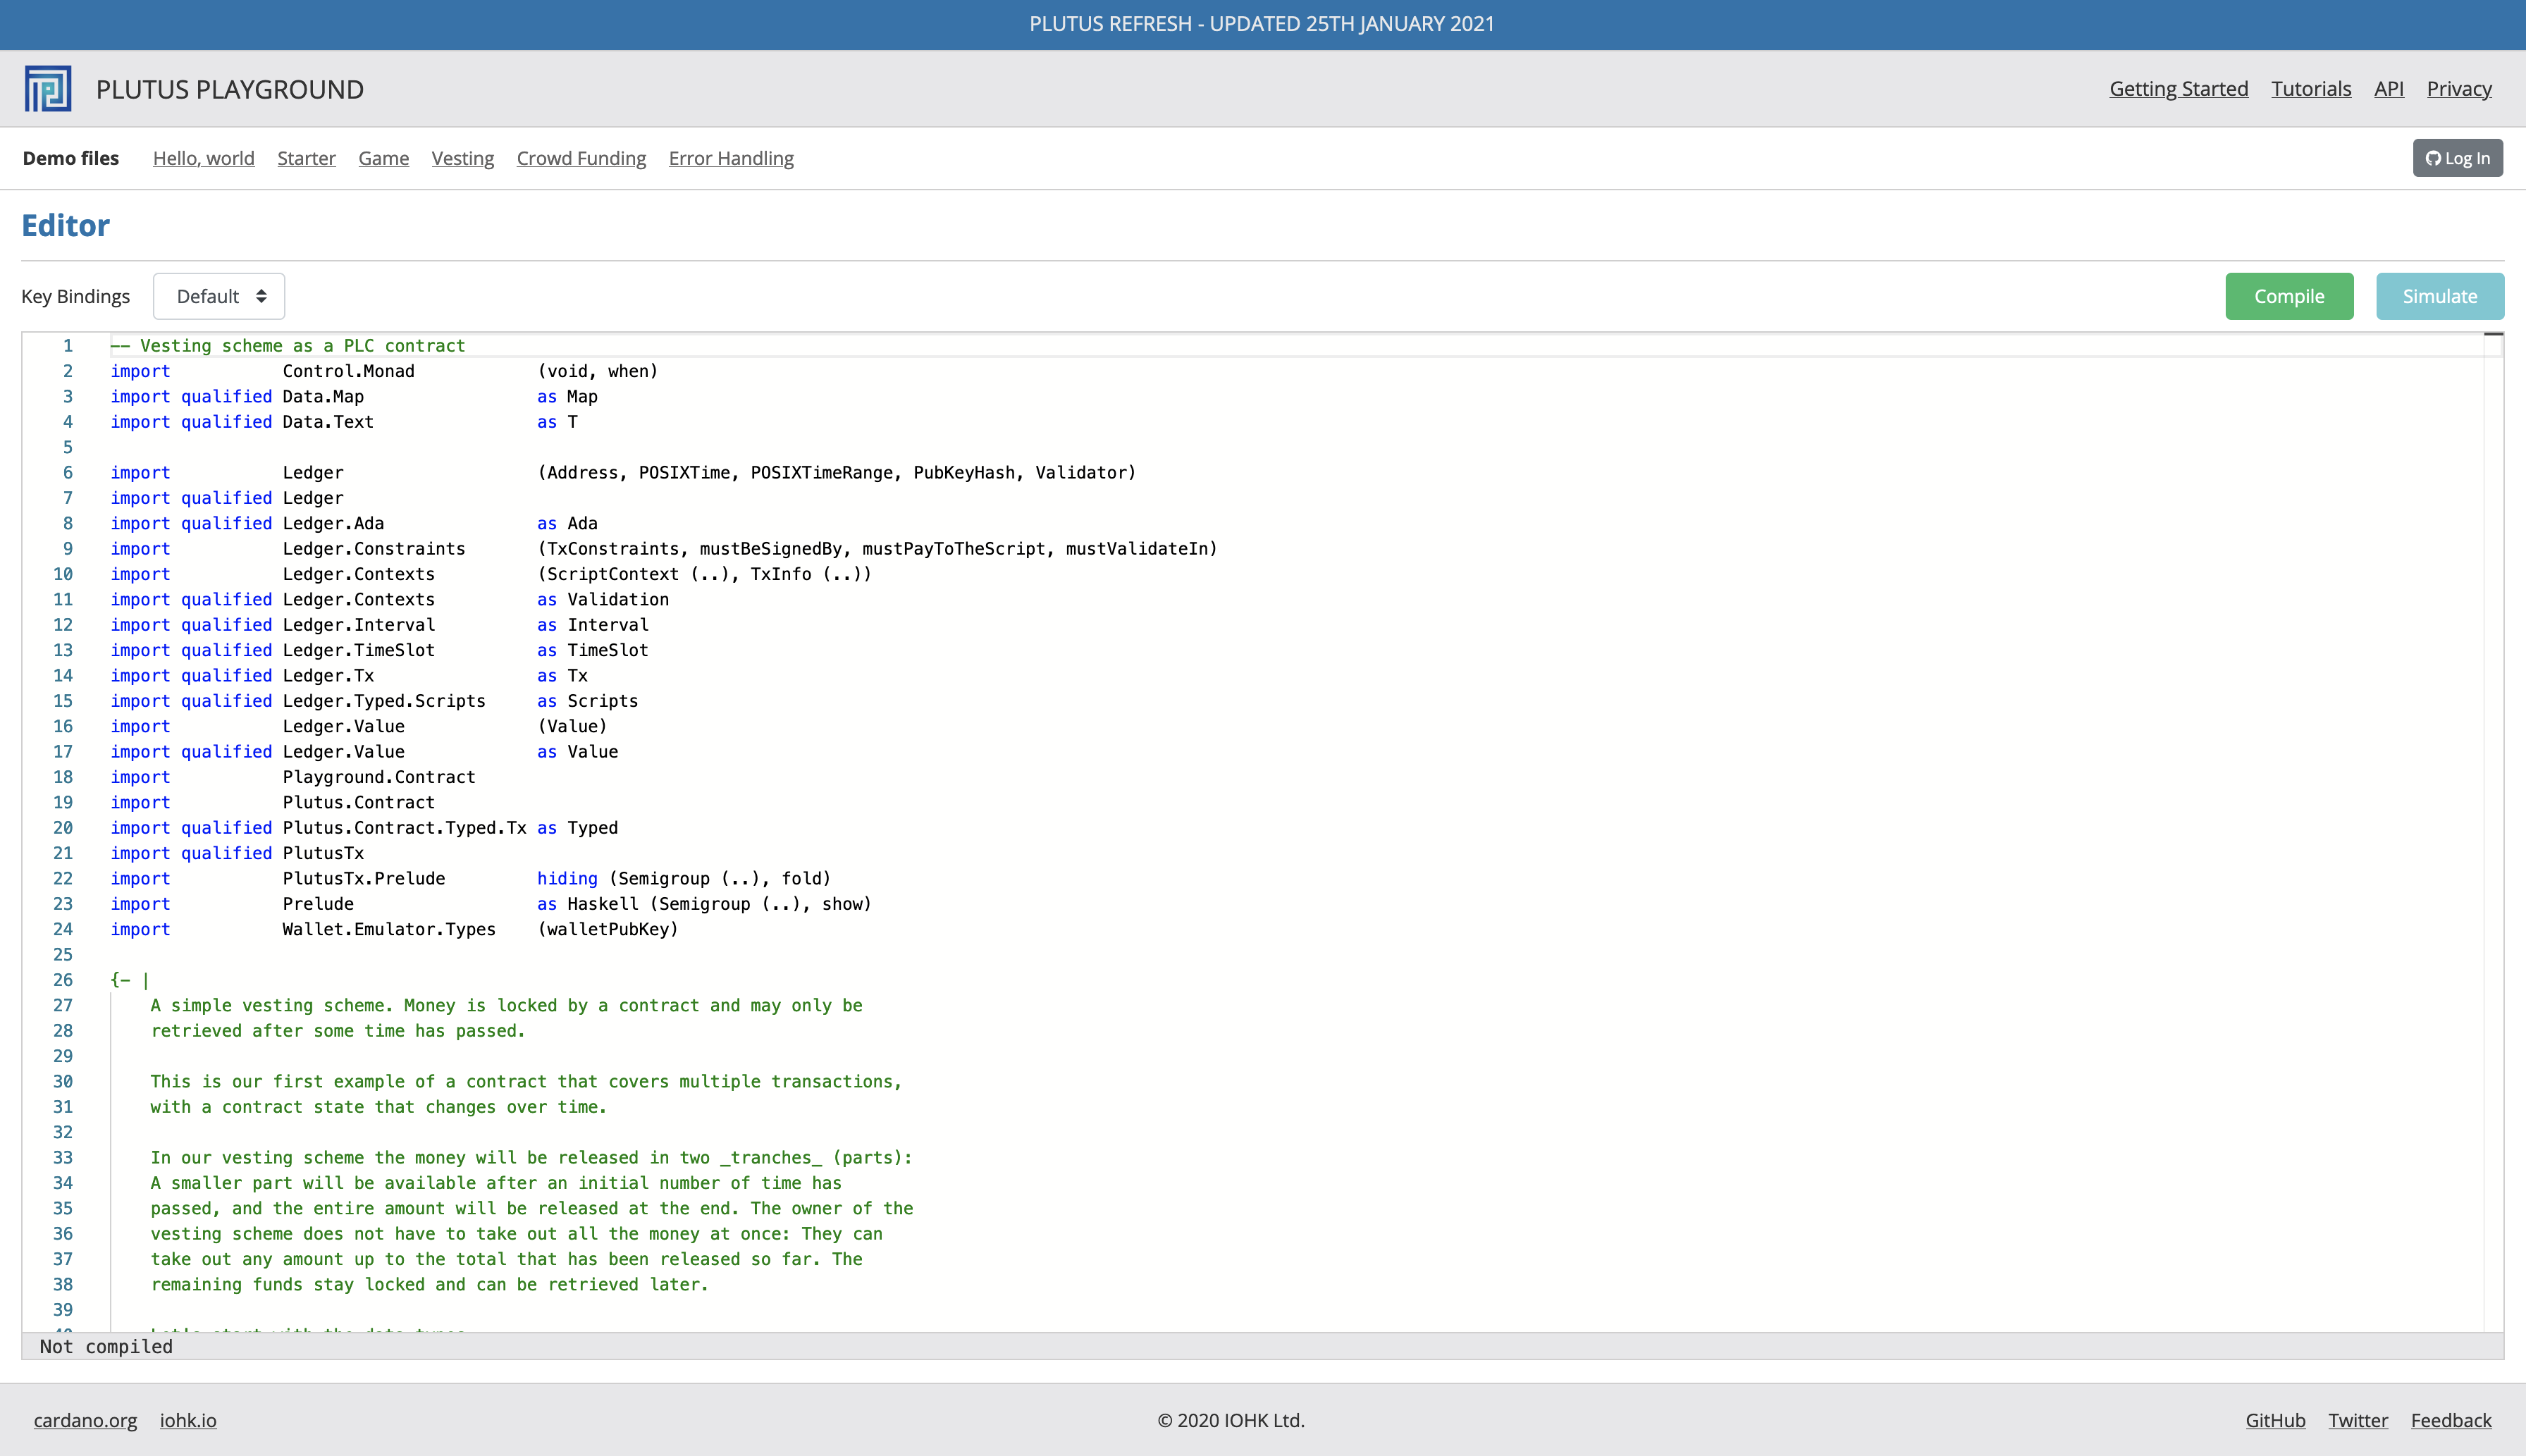 PLUTUS REFRESH - UPDATED 25TH JANUARY 2021
PLUTUS PLAYGROUND
Getting Started Tutorials API Privacy
Demo files Hello, world Starter Game Vesting Crowd Funding Error Handling
Log In
Editor
Key Bindings Default
Compile Simulate
1 -- Vesting scheme as a PLC contract
2 import           Control.Monad            (void, when)
3 import qualified Data.Map                 as Map
4 import qualified Data.Text                as T
5
6 import           Ledger                   (Address, POSIXTime, POSIXTimeRange, PubKeyHash, Validator)
7 import qualified Ledger
8 import qualified Ledger.Ada               as Ada
9 import           Ledger.Constraints       (TxConstraints, mustBeSignedBy, mustPayToTheScript, mustValidateIn)
10 import           Ledger.Contexts          (ScriptContext (..), TxInfo (..))
11 import qualified Ledger.Contexts          as Validation
12 import qualified Ledger.Interval          as Interval
13 import qualified Ledger.TimeSlot          as TimeSlot
14 import qualified Ledger.Tx                as Tx
15 import qualified Ledger.Typed.Scripts     as Scripts
16 import           Ledger.Value             (Value)
17 import qualified Ledger.Value             as Value
18 import           Playground.Contract
19 import           Plutus.Contract
20 import qualified Plutus.Contract.Typed.Tx as Typed
21 import qualified PlutusTx
22 import           PlutusTx.Prelude         hiding (Semigroup (..), fold)
23 import           Prelude                  as Haskell (Semigroup (..), show)
24 import           Wallet.Emulator.Types    (walletPubKey)
25
26 {- |
27     A simple vesting scheme. Money is locked by a contract and may only be
28     retrieved after some time has passed.
29
30     This is our first example of a contract that covers multiple transactions,
31     with a contract state that changes over time.
32
33     In our vesting scheme the money will be released in two _tranches_ (parts):
34     A smaller part will be available after an initial number of time has
35     passed, and the entire amount will be released at the end. The owner of the
36     vesting scheme does not have to take out all the money at once: They can
37     take out any amount up to the total that has been released so far. The
38     remaining funds stay locked and can be retrieved later.
39
Not compiled
cardano.org iohk.io
© 2020 IOHK Ltd.
GitHub Twitter Feedback